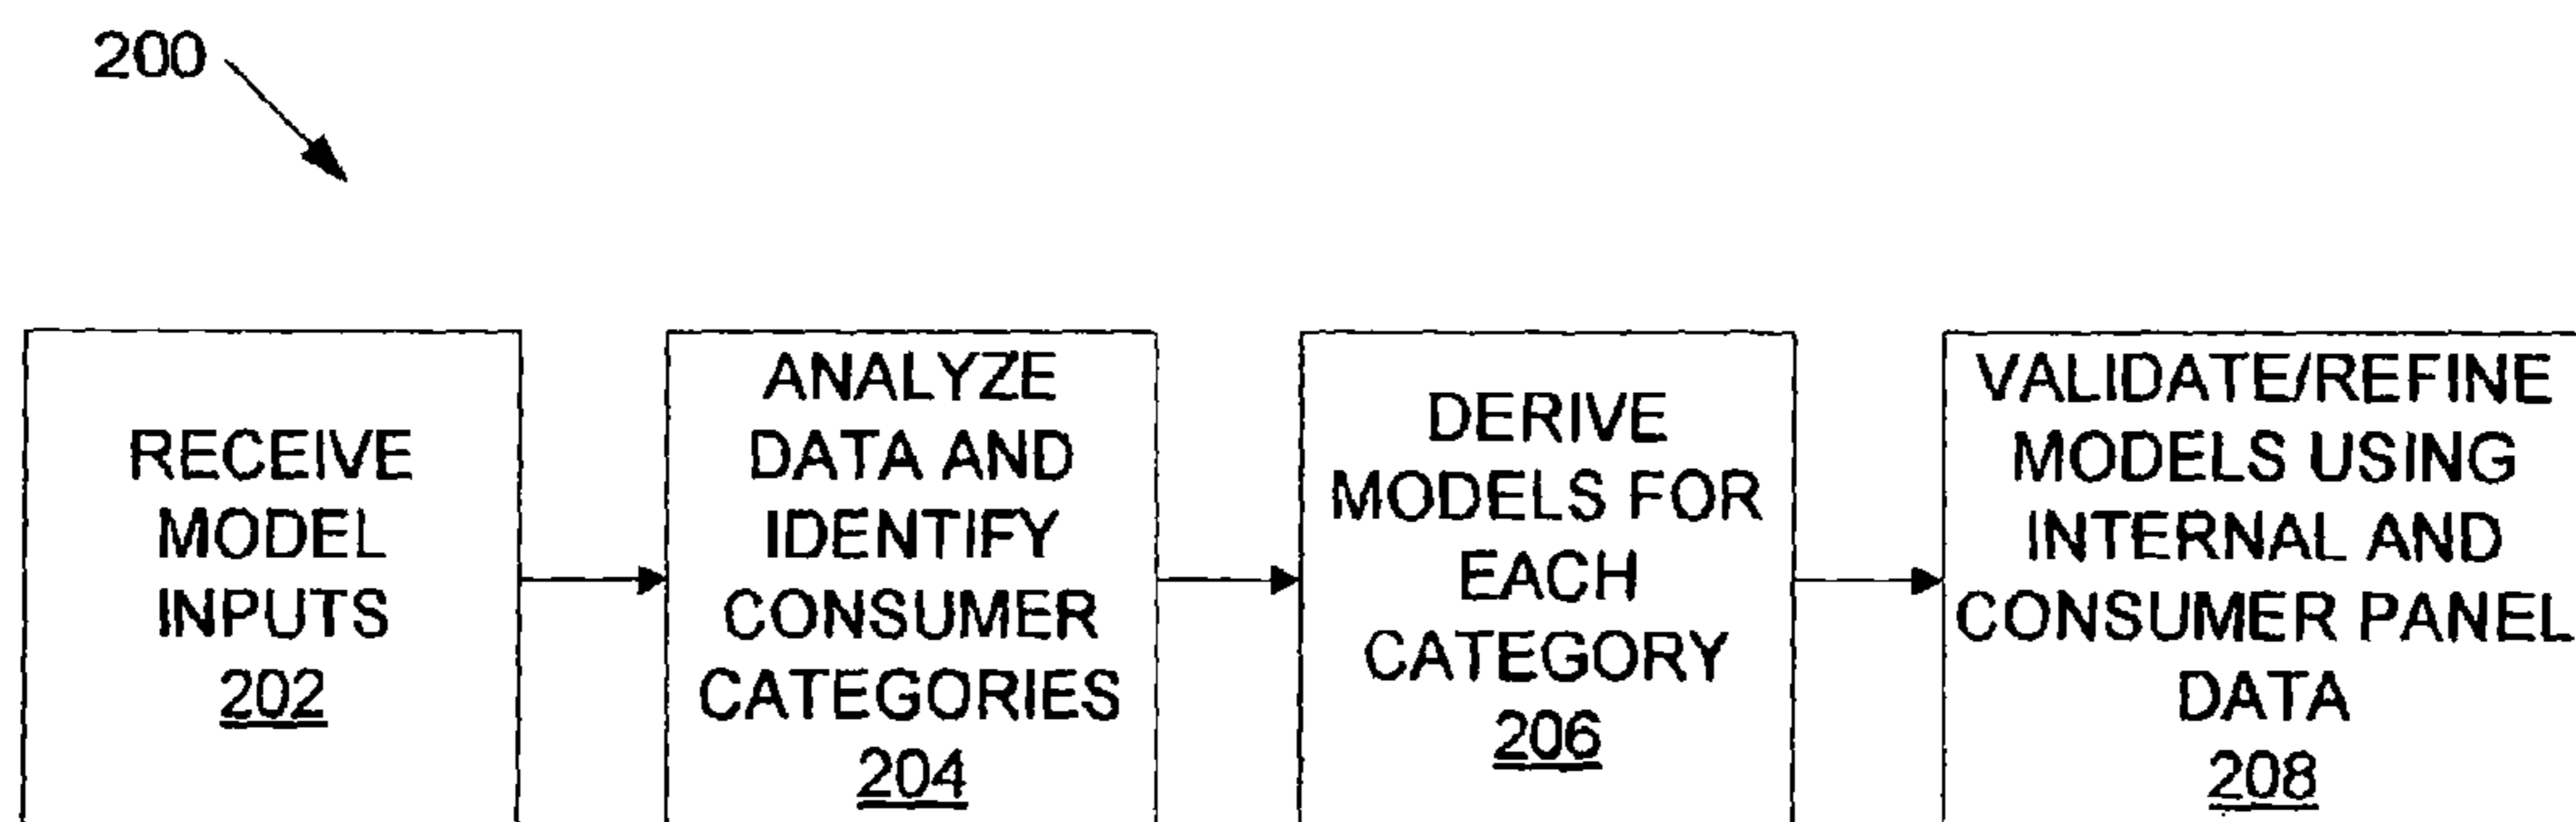 200
RECEIVE
MODEL
INPUTS
202
ANALYZE
DATA AND
IDENTIFY
CONSUMER
CATEGORIES
204
DERIVE
MODELS FOR
EACH
CATEGORY
206
VALIDATE/REFINE
MODELS USING
INTERNAL AND
CONSUMER PANEL
DATA
208